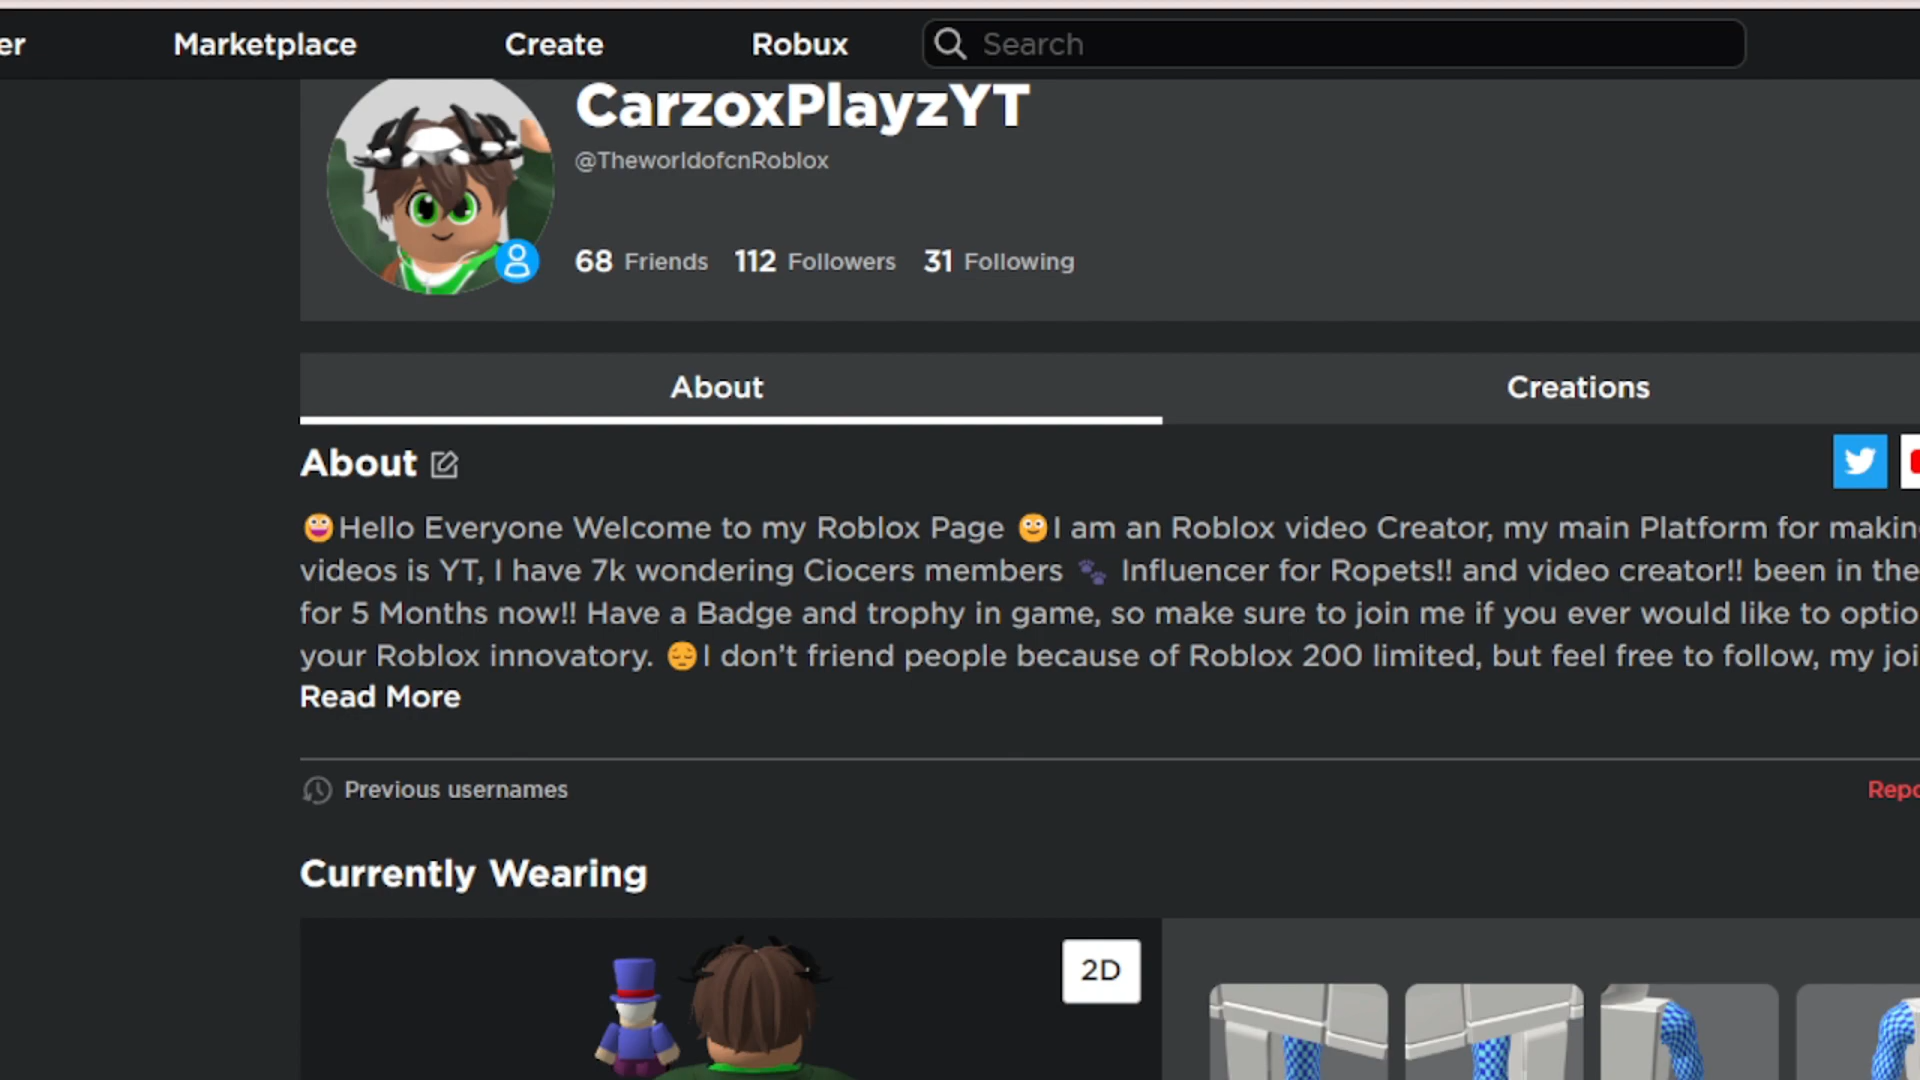 er Marketplace Create Robux Search
CarzoxPlayzYT
@TheworldofcnRoblox
68 Friends 112 Followers 31 Following
About Creations
About
😀Hello Everyone Welcome to my Roblox Page 🙂I am an Roblox video Creator, my main Platform for makin
videos is YT, I have 7k wondering Ciocers members 🐾 Influencer for Ropets!! and video creator!! been in the
for 5 Months now!! Have a Badge and trophy in game, so make sure to join me if you ever would like to optio
your Roblox innovatory. 😔I don’t friend people because of Roblox 200 limited, but feel free to follow, my joi
Read More
Previous usernames Repo
Currently Wearing
2D